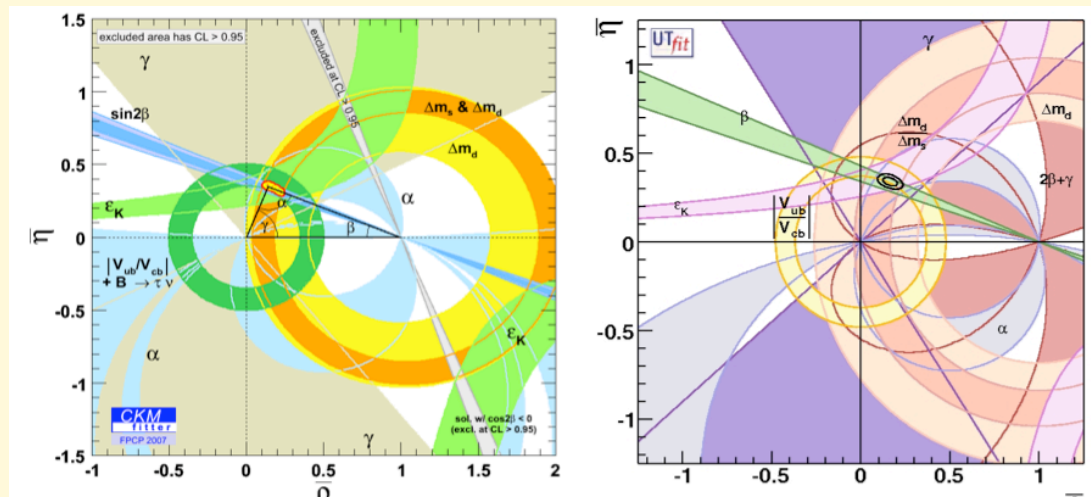 excluded area has CL > 0.95
γ
sin2β
excluded at CL > 0.95
Δm_s & Δm_d
Δm_d
ε_K
α
α
γ
β
|V_ub/V_cb|
+ B → τ ν
α
ε_K
CKM
fitter
FPCP 2007
γ
sol. w/ cos2β < 0
(excl. at CL > 0.95)
η̅
1.5
1
0.5
0
-0.5
-1
-1.5
-1
-0.5
0
0.5
1
1.5
2
ρ̅
η̅
UTfit
γ
β
Δm_d
Δm_s
Δm_d
2β+γ
ε_K
|V_ub
V_cb|
α
1
0.5
0
-0.5
-1
-1
-0.5
0
0.5
1